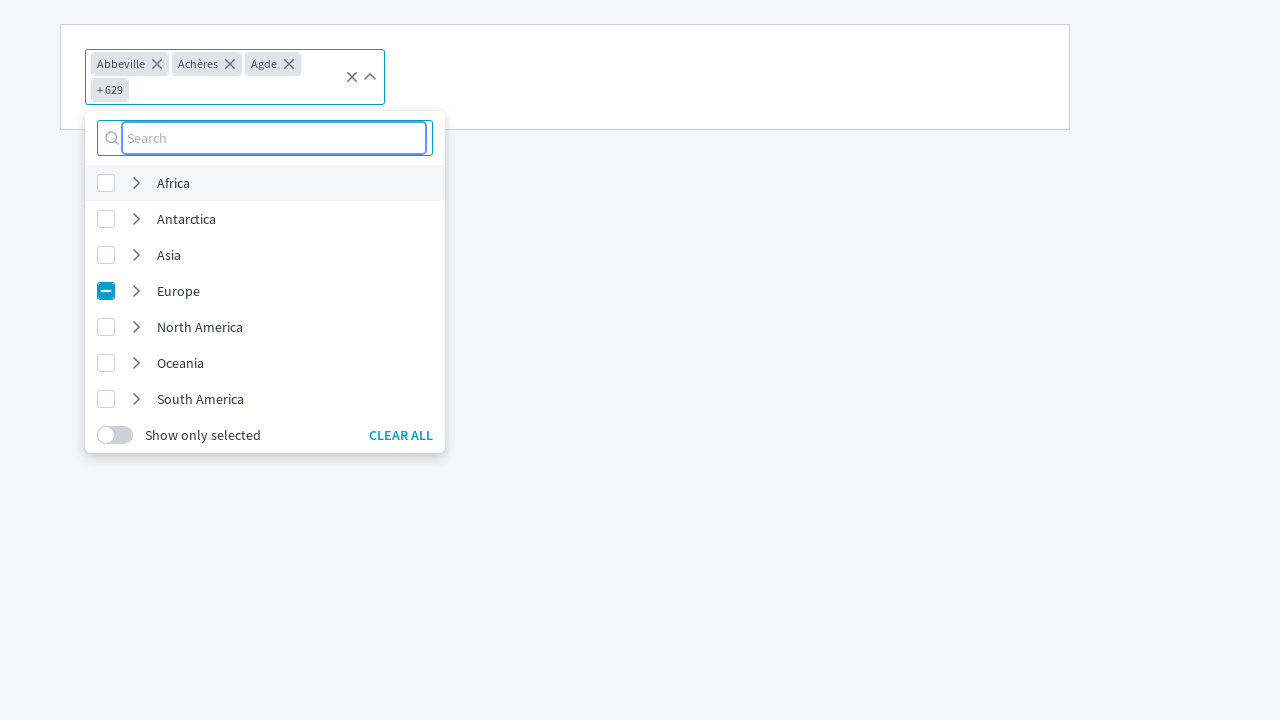 Abbeville Achères Agde
+ 629
Search
Africa
Antarctica
Asia
Europe
North America
Oceania
South America
Show only selected CLEAR ALL